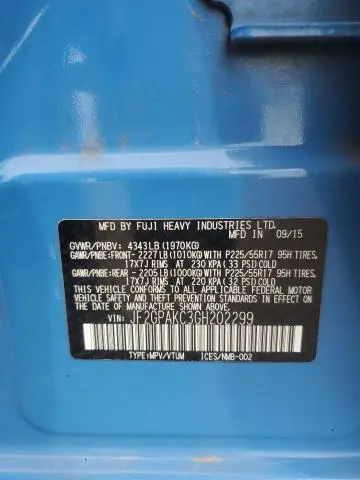 MFD BY FUJI HEAVY INDUSTRIES LTD.
IN 09/15
GVWR/PNBV: 4343LB (1970KG)
GAWR/PNBE:FRONT- 2227LB (1010KG) WITH P225/55R17 95H TIRES,
17X7J RIMS AT 230 KPA ( 33 PSI) COLD
GAWR/PNBE:REAR - 2205LB (1000KG) WITH P225/55R17 95H TIRES,
17X7J RIMS AT 220 KPA ( 32 PSI) COLD
THIS VEHICLE CONFORMS TO ALL
APPLICABLE FEDERAL MOTOR VEHICLE
SAFETY STANDARDS IN EFFECT ON THE
DATE OF MANUFACTURE SHOWN ABOVE.
VIN: JF2GPAKC3GH202299
TYPE:MPV/VTUM ICES/NMB-002